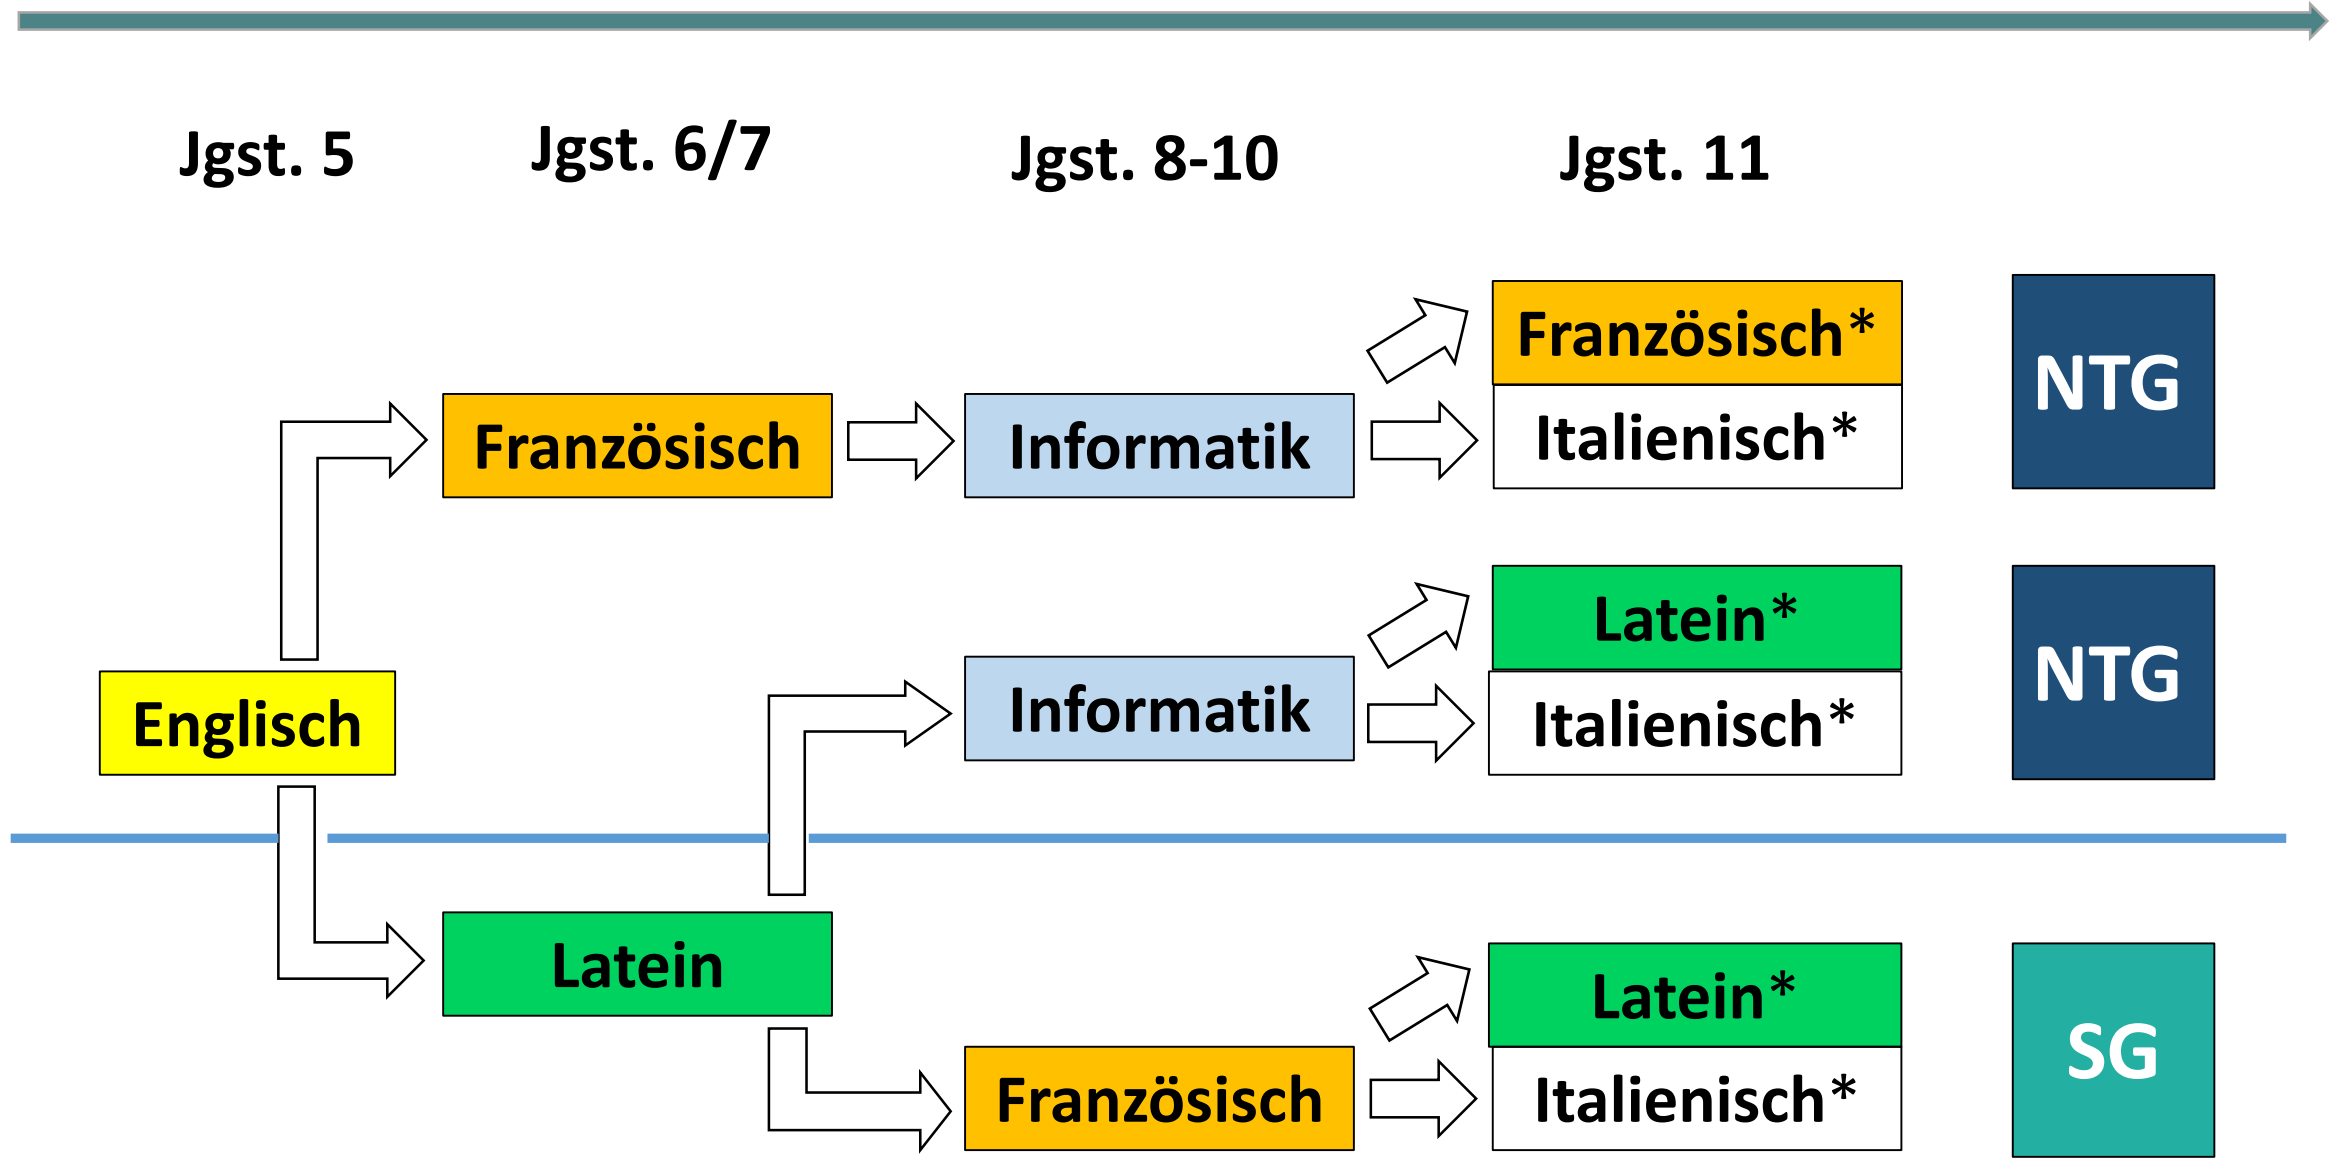 Jgst. 5
Jgst. 6/7
Jgst. 8-10
Jgst. 11
Französisch*
NTG
Französisch
Informatik
Italienisch*
Latein*
NTG
Englisch
Informatik
Italienisch*
Latein
Latein*
SG
Französisch
Italienisch*